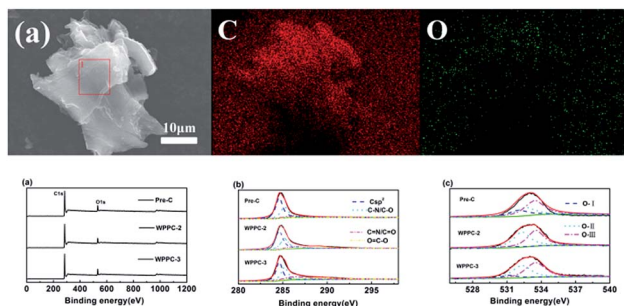 (a)
C
O
10μm
(a)
C1s
O1s
Pre-C
WPPC-2
WPPC-3
0 200 400 600 800 1000 1200
Binding energy(eV)
(b)
Pre-C
Csp²
C-N/C-O
WPPC-2
C=N/C=O
O=C-O
WPPC-3
280 285 290 295
Binding energy(eV)
(c)
Pre-C
O-Ⅰ
WPPC-2
O-Ⅱ
O-Ⅲ
WPPC-3
528 531 534 537 540
Binding energy(eV)